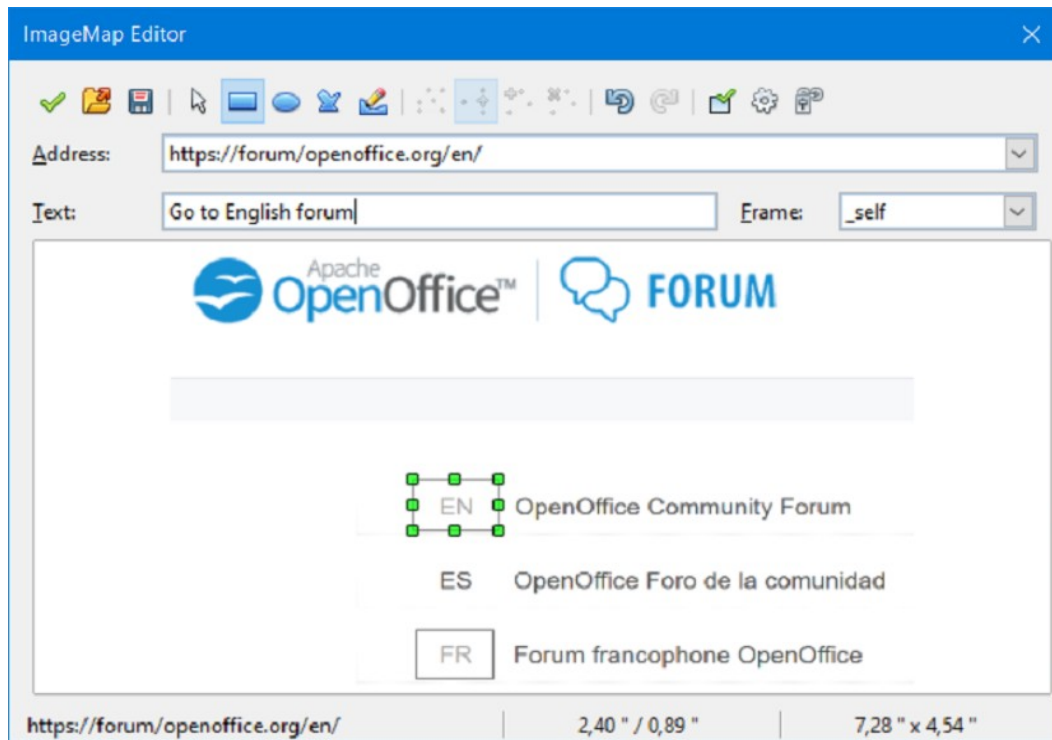 ImageMap Editor
Address: https://forum/openoffice.org/en/
Text: Go to English forum Frame: _self
Apache
OpenOffice™ FORUM
EN OpenOffice Community Forum
ES OpenOffice Foro de la comunidad
FR Forum francophone OpenOffice
https://forum/openoffice.org/en/ 2,40 " / 0,89 " 7,28 " x 4,54 "